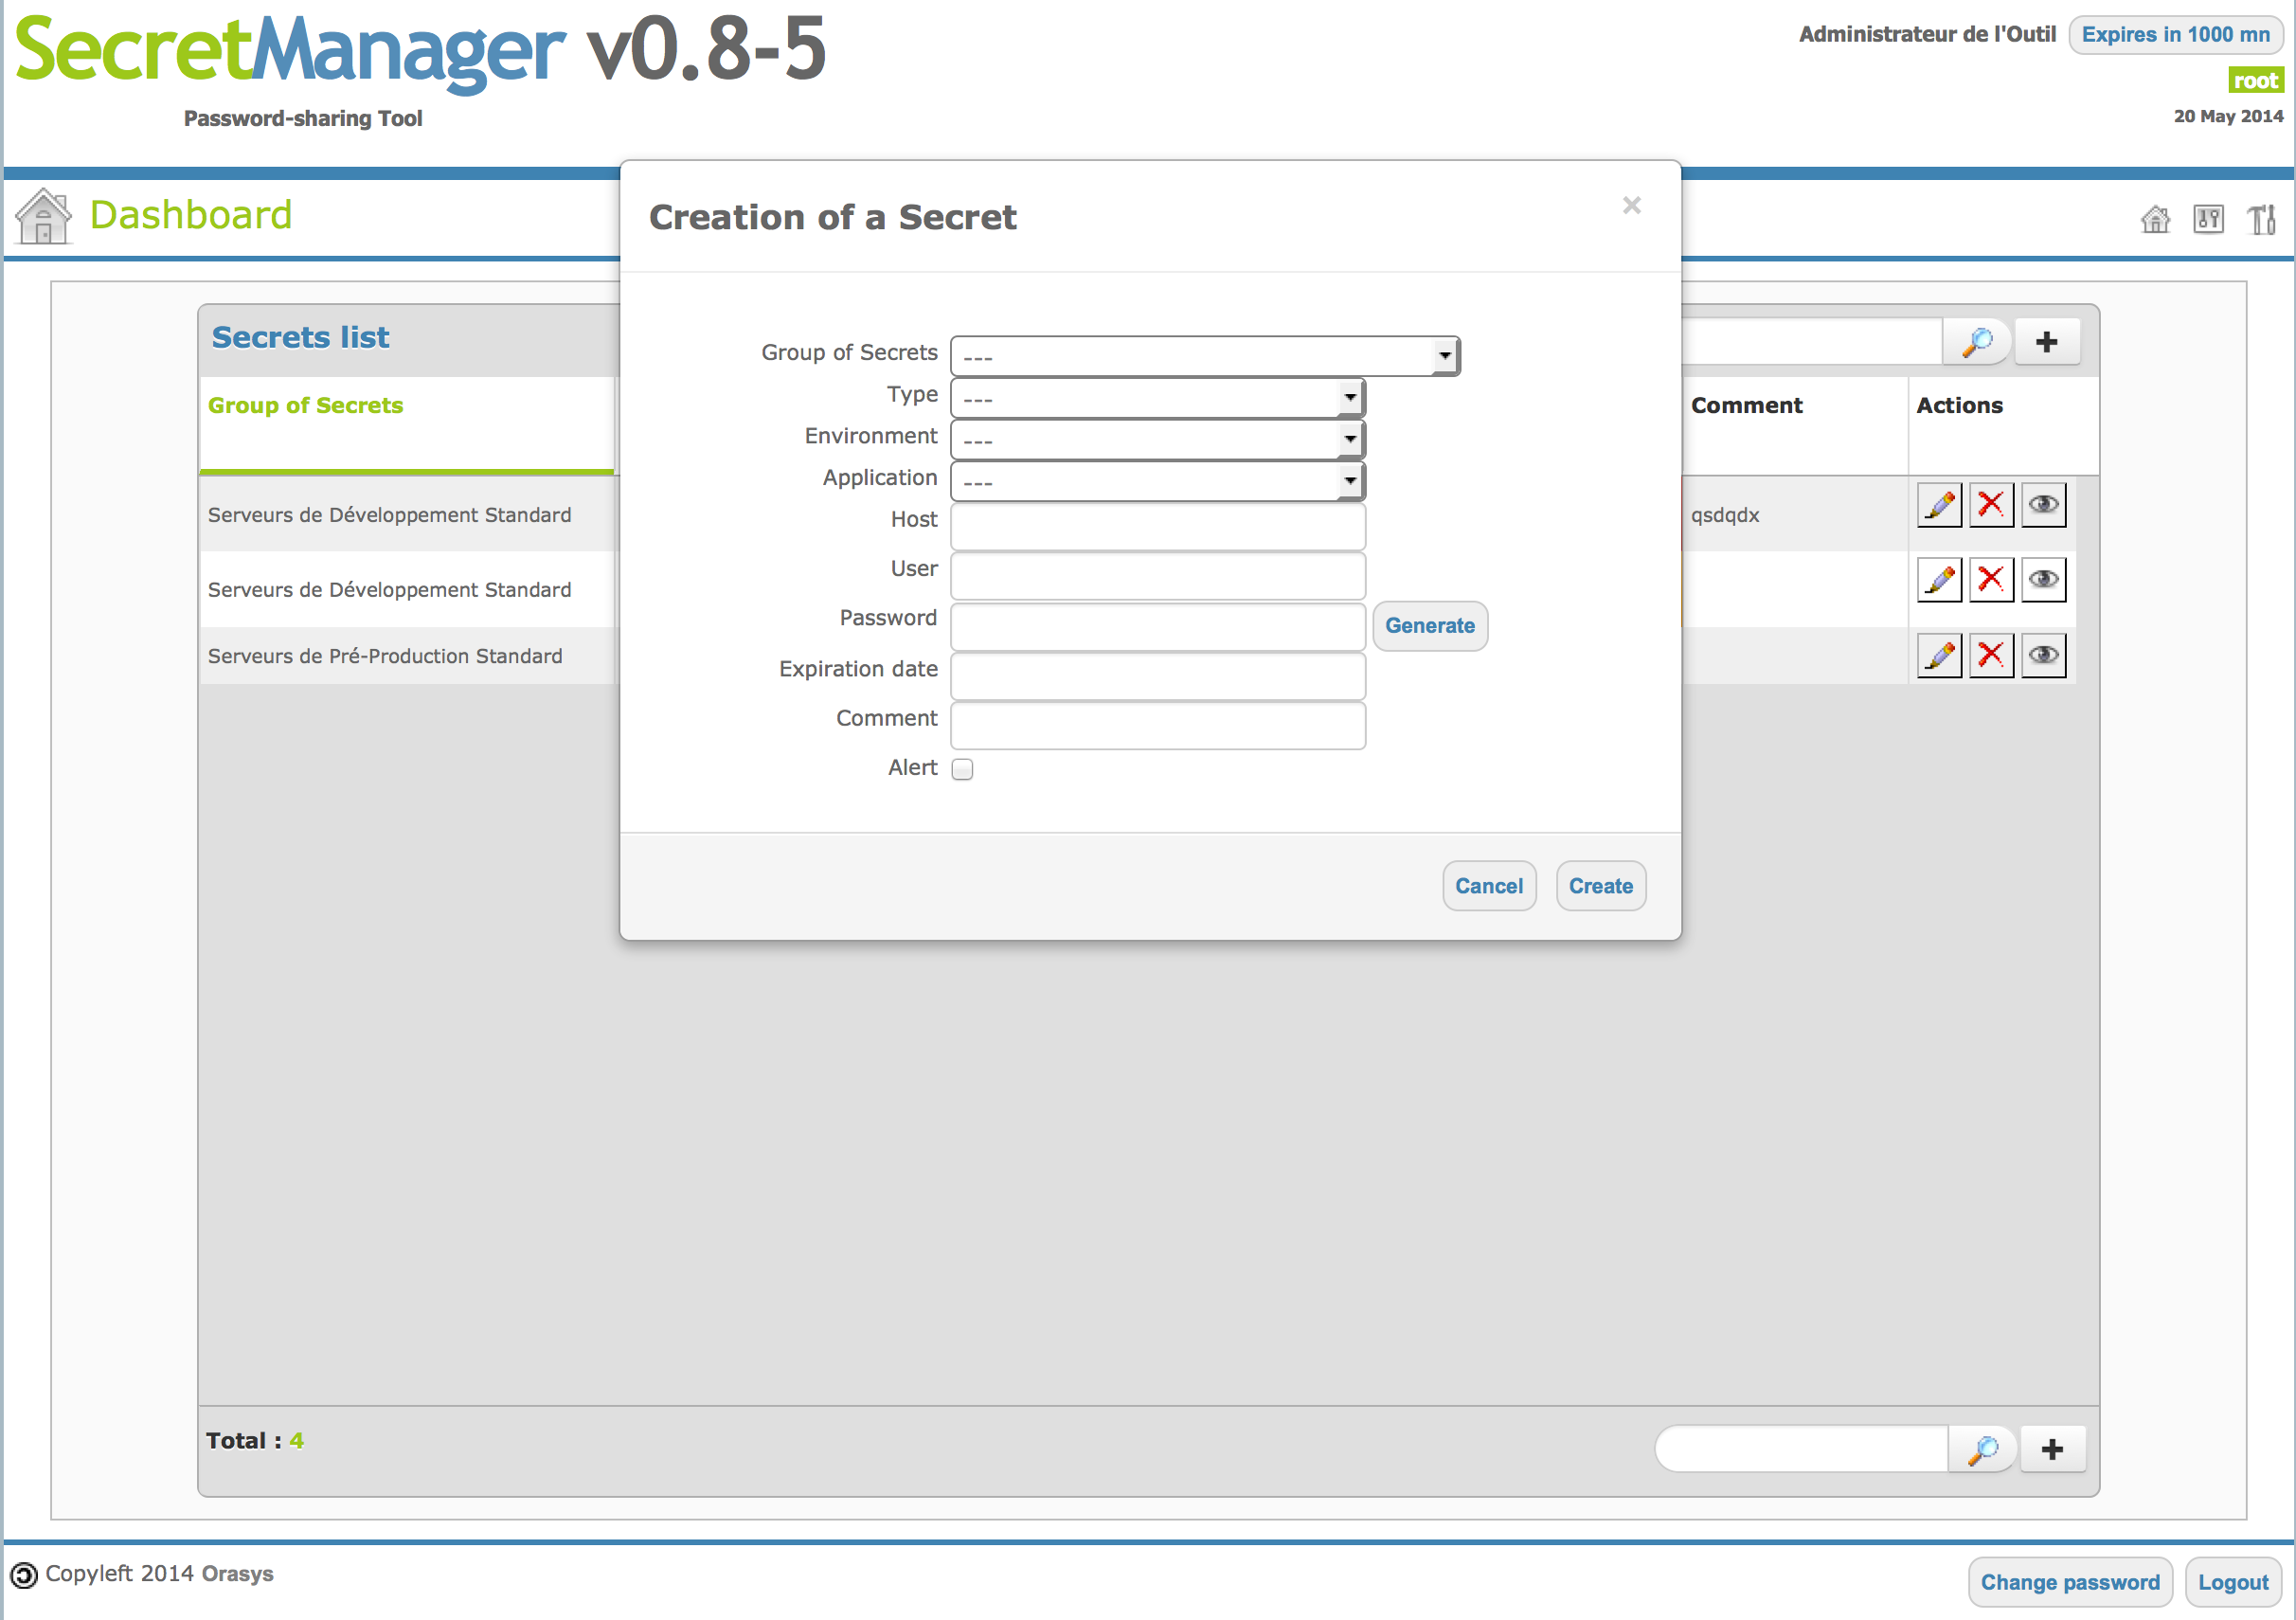 SecretManager v0.8-5
Password-sharing Tool
Administrateur de l'Outil Expires in 1000 mn
root
20 May 2014
Dashboard
Creation of a Secret
×
Secrets list
Group of Secrets
Comment Actions
Serveurs de Développement Standard
qsdqdx
Serveurs de Développement Standard
Serveurs de Pré-Production Standard
Group of Secrets ---
Type ---
Environment ---
Application ---
Host
User
Password Generate
Expiration date
Comment
Alert
Cancel Create
Total : 4
Copyleft 2014 Orasys
Change password Logout